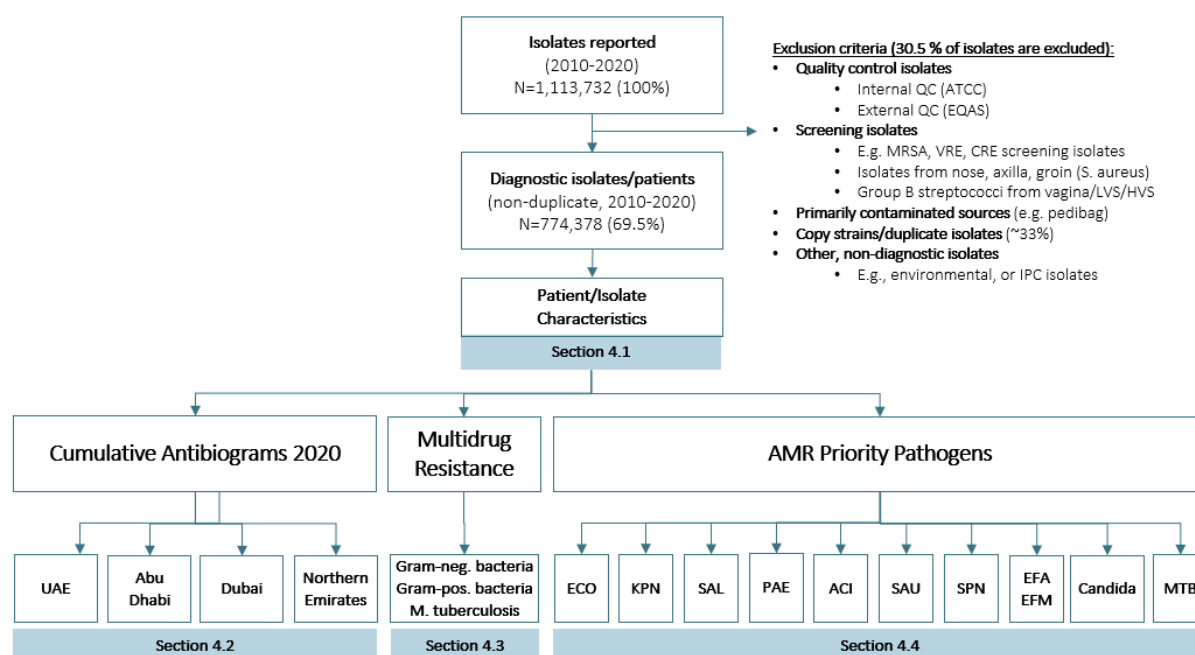 Isolates reported
(2010-2020)
N=1,113,732 (100%)
Exclusion criteria (30.5 % of isolates are excluded):
• Quality control isolates
• Internal QC (ATCC)
• External QC (EQAS)
• Screening isolates
• E.g. MRSA, VRE, CRE screening isolates
• Isolates from nose, axilla, groin (S. aureus)
• Group B streptococci from vagina/LVS/HVS
• Primarily contaminated sources (e.g. pedibag)
• Copy strains/duplicate isolates (~33%)
• Other, non-diagnostic isolates
• E.g., environmental, or IPC isolates
Diagnostic isolates/patients
(non-duplicate, 2010-2020)
N=774,378 (69.5%)
Patient/Isolate
Characteristics
Section 4.1
Cumulative Antibiograms 2020
Multidrug
Resistance
AMR Priority Pathogens
UAE
Abu
Dhabi
Dubai
Northern
Emirates
Gram-neg. bacteria
Gram-pos. bacteria
M. tuberculosis
ECO
KPN
SAL
PAE
ACI
SAU
SPN
EFA
EFM
Candida
MTB
Section 4.2
Section 4.3
Section 4.4